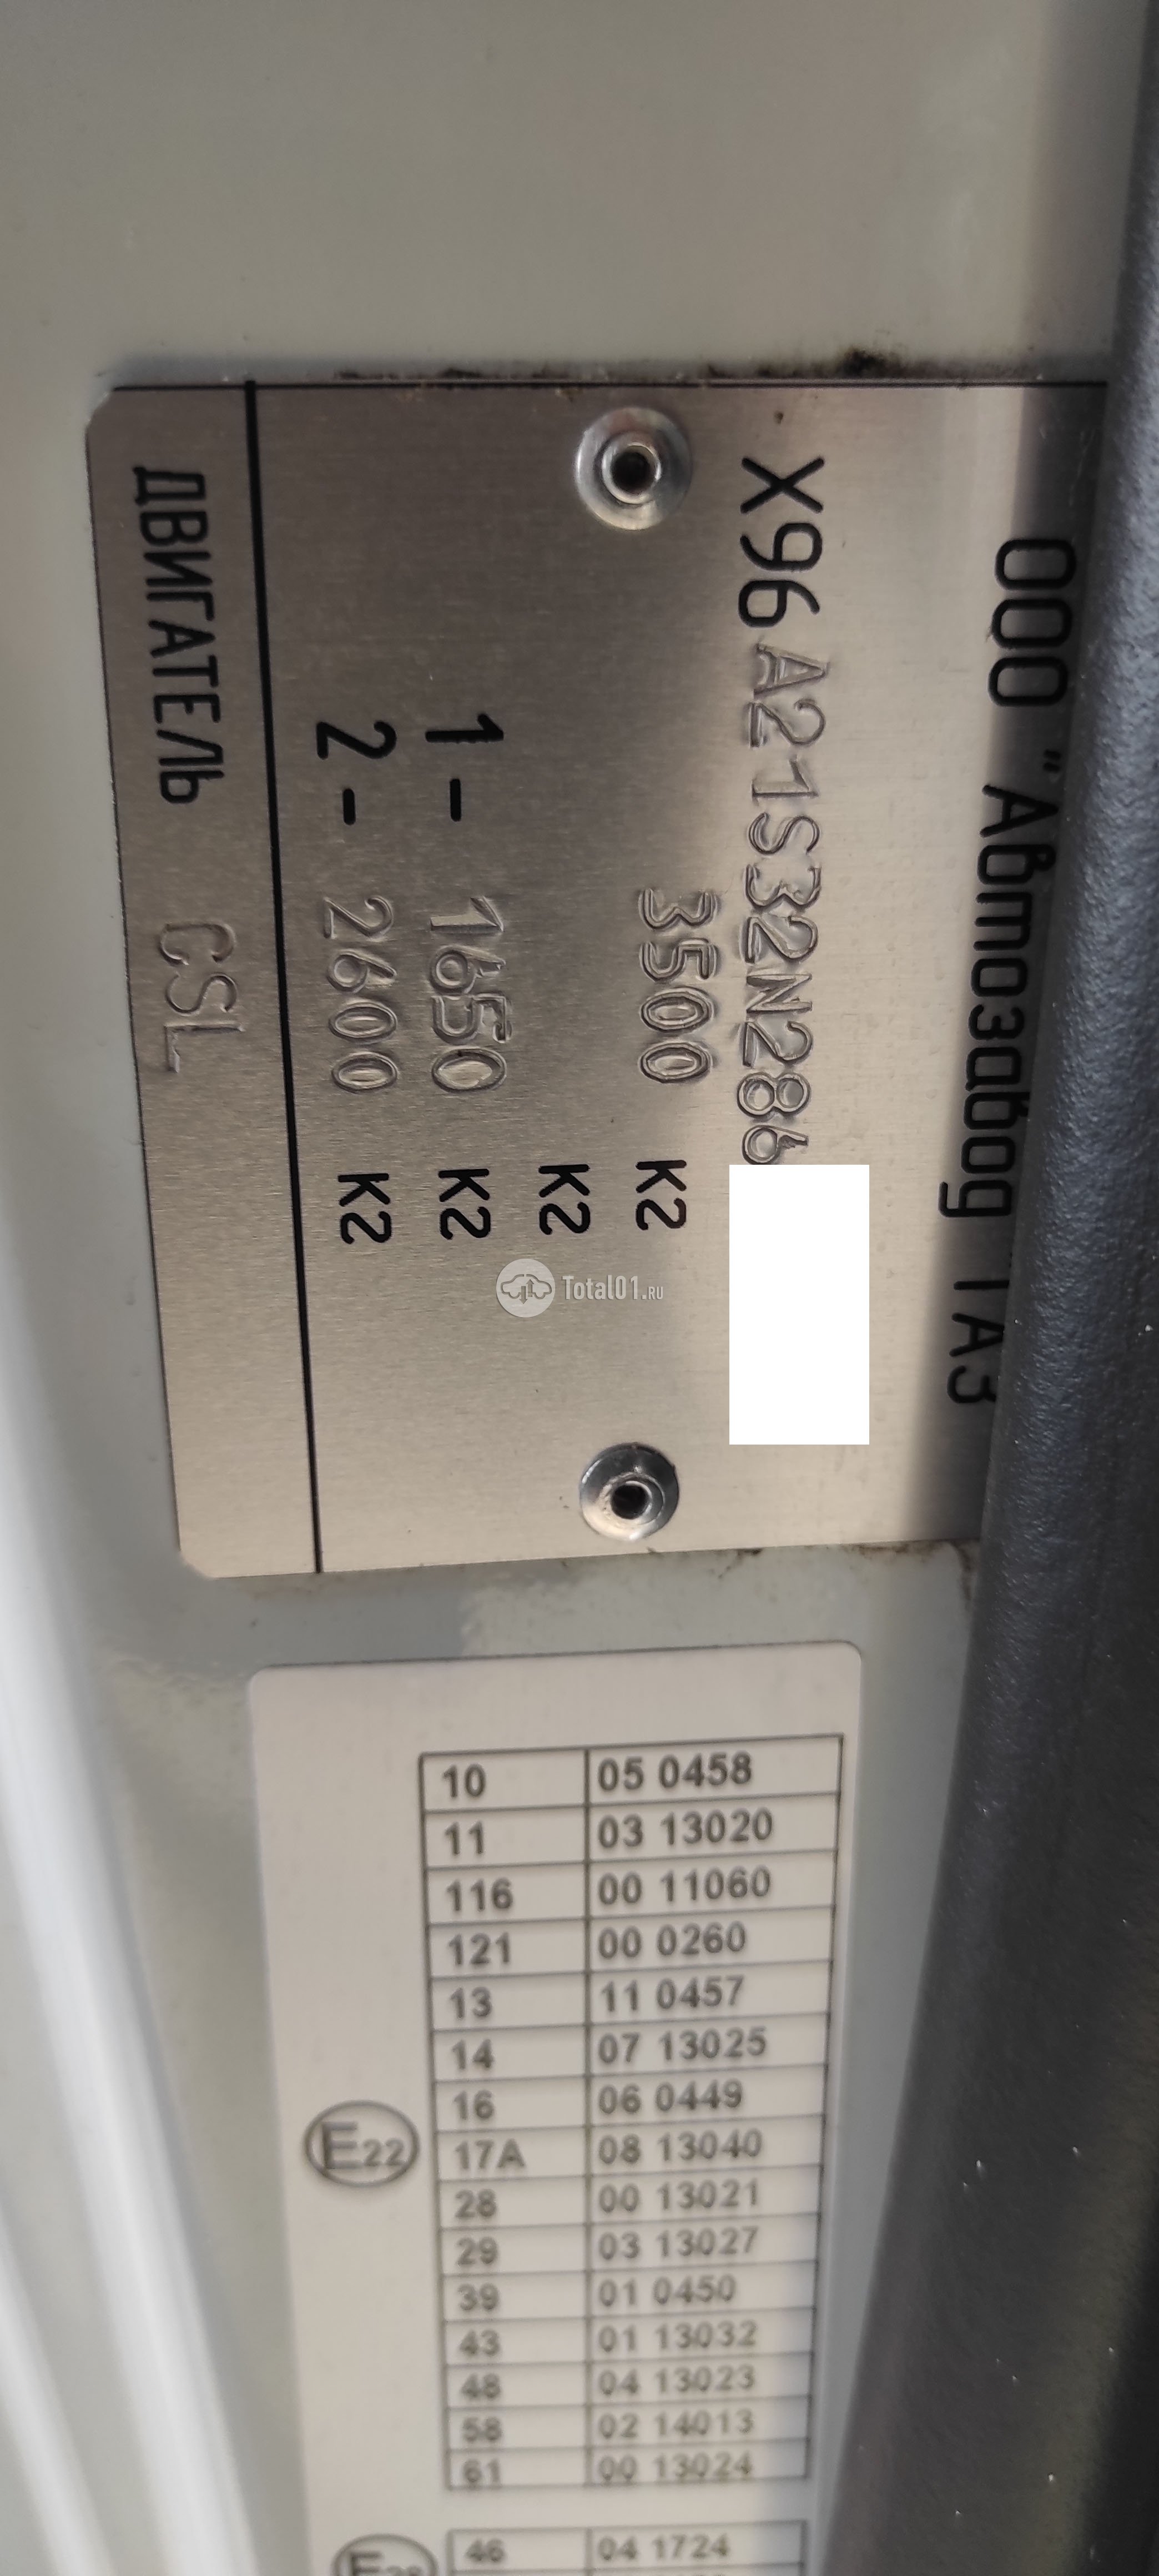 ООО "Автозавод ГАЗ
X96A21S32N286
3500 кг
кг
1- 1650 кг
2- 2600 кг
ДВИГАТЕЛЬ CSL
Total01.RU
E22
10 05 0458
11 03 13020
116 00 11060
121 00 0260
13 11 0457
14 07 13025
16 06 0449
17A 08 13040
28 00 13021
29 03 13027
39 01 0450
43 01 13032
48 04 13023
58 02 14013
61 00 13024
46 04 1724